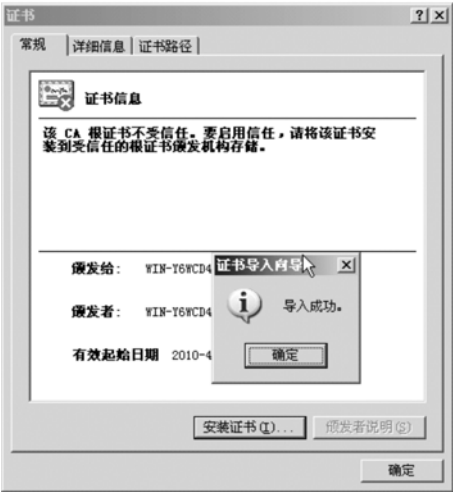 证书
常规
详细信息
证书路径
证书信息
该 CA 根证书不受信任。要启用信任，请将该证书安
装到受信任的根证书颁发机构存储。
颁发给： WIN-Y6WCD4
证书导入向导
颁发者： WIN-Y6WCD4
导入成功。
有效起始日期 2010-4
确定
安装证书(I)...
颁发者说明(S)
确定